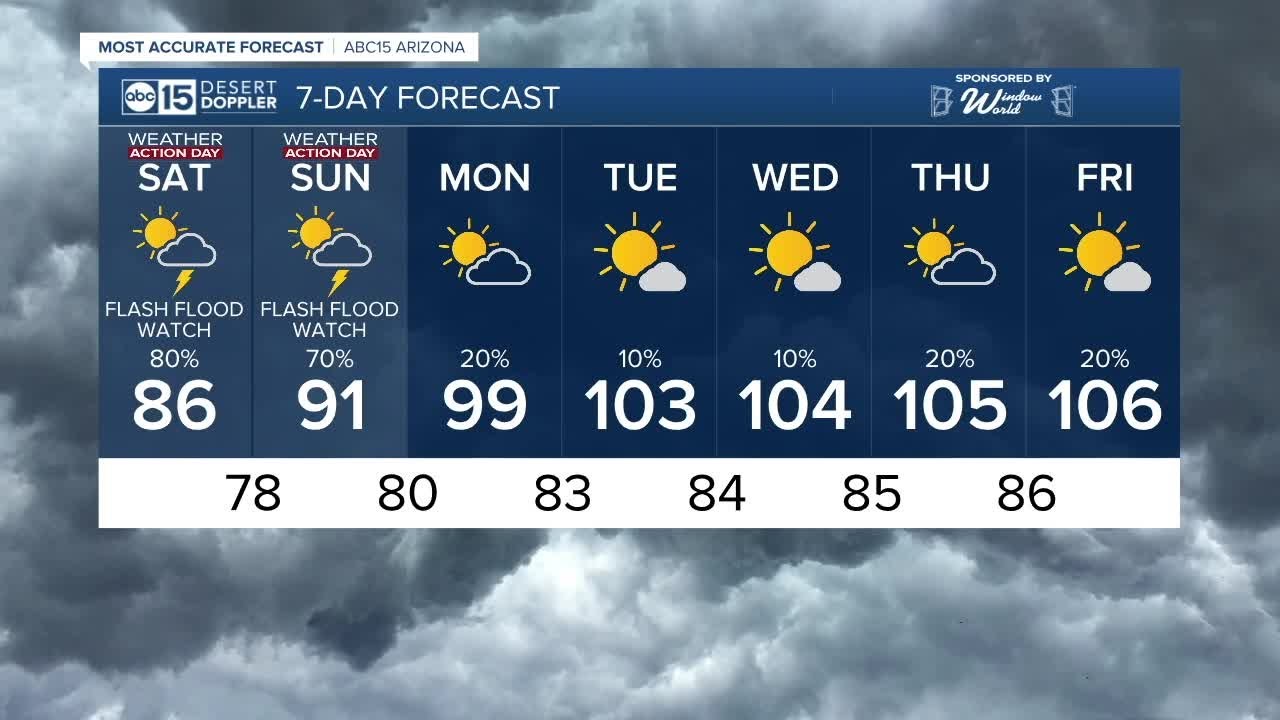 MOST ACCURATE FORECAST | ABC15 ARIZONA
abc 15 DESERT DOPPLER 7-DAY FORECAST
SPONSORED BY
Window World
WEATHER ACTION DAY
SAT
FLASH FLOOD
WATCH
80%
86
WEATHER ACTION DAY
SUN
FLASH FLOOD
WATCH
70%
91
MON
20%
99
TUE
10%
103
WED
10%
104
THU
20%
105
FRI
20%
106
78 80 83 84 85 86